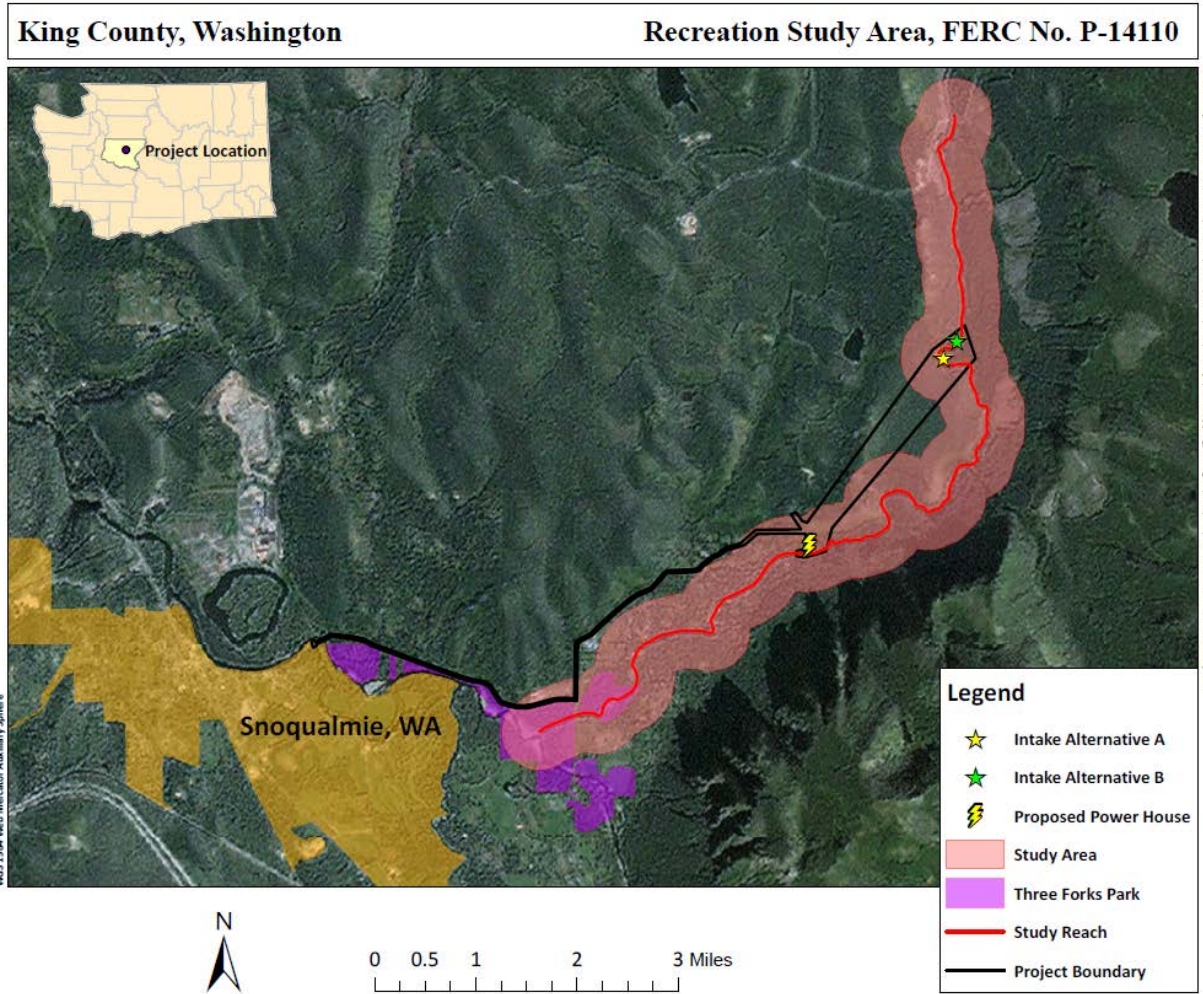 King County, Washington Recreation Study Area, FERC No. P-14110
Project Location
Snoqualmie, WA
Legend
Intake Alternative A
Intake Alternative B
Proposed Power House
Study Area
Three Forks Park
Study Reach
Project Boundary
N
0 0.5 1 2 3 Miles